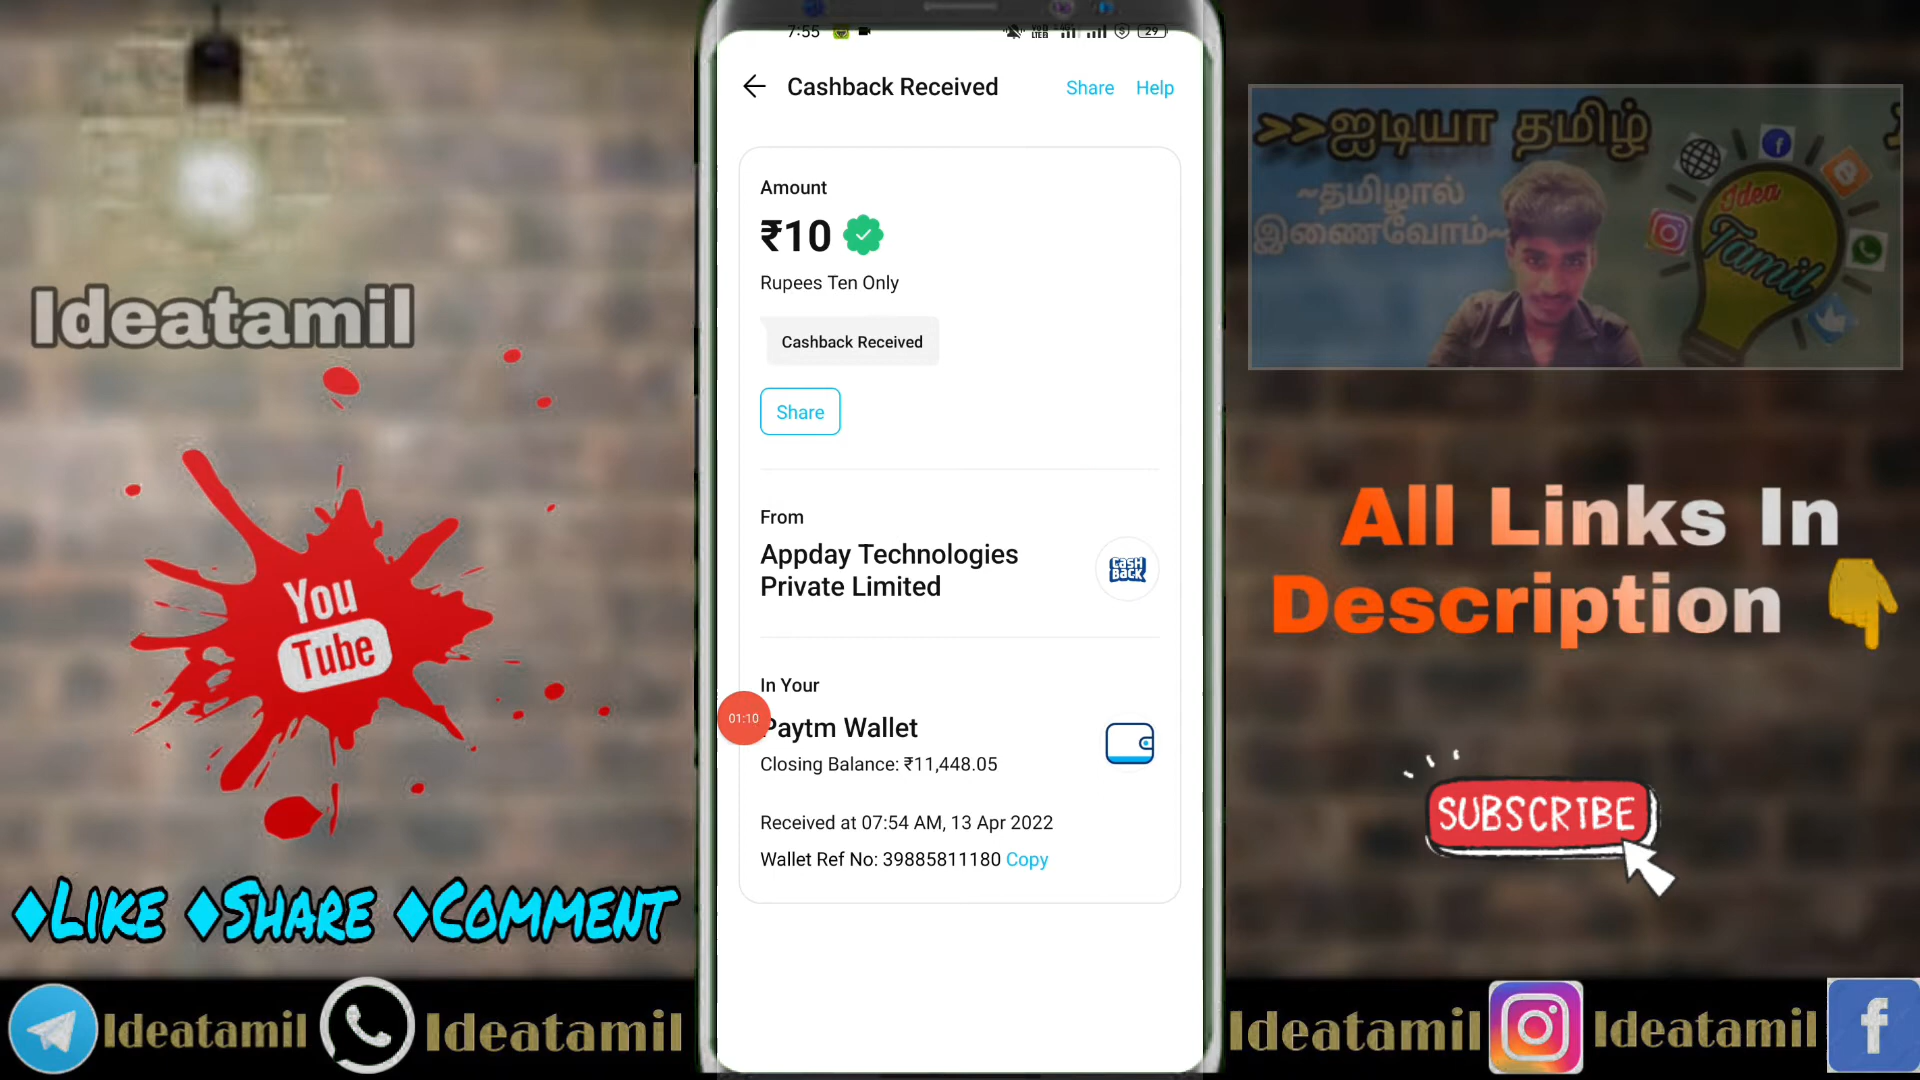 7:55
29
Cashback Received
Share
Help
Amount
₹10
Rupees Ten Only
Cashback Received
Share
From
Appday Technologies
Private Limited
CASH
BACK
In Your
01:10
Paytm Wallet
Closing Balance: ₹11,448.05
Received at 07:54 AM, 13 Apr 2022
Wallet Ref No: 39885811180 Copy
Ideatamil
You
Tube
♦LIKE ♦SHARE ♦COMMENT
Ideatamil
Ideatamil
>>ஐடியா தமிழ்
~தமிழால்
இணைவோம்~
Idea
Tamil
All Links In
Description 👇
SUBSCRIBE
Ideatamil
Ideatamil